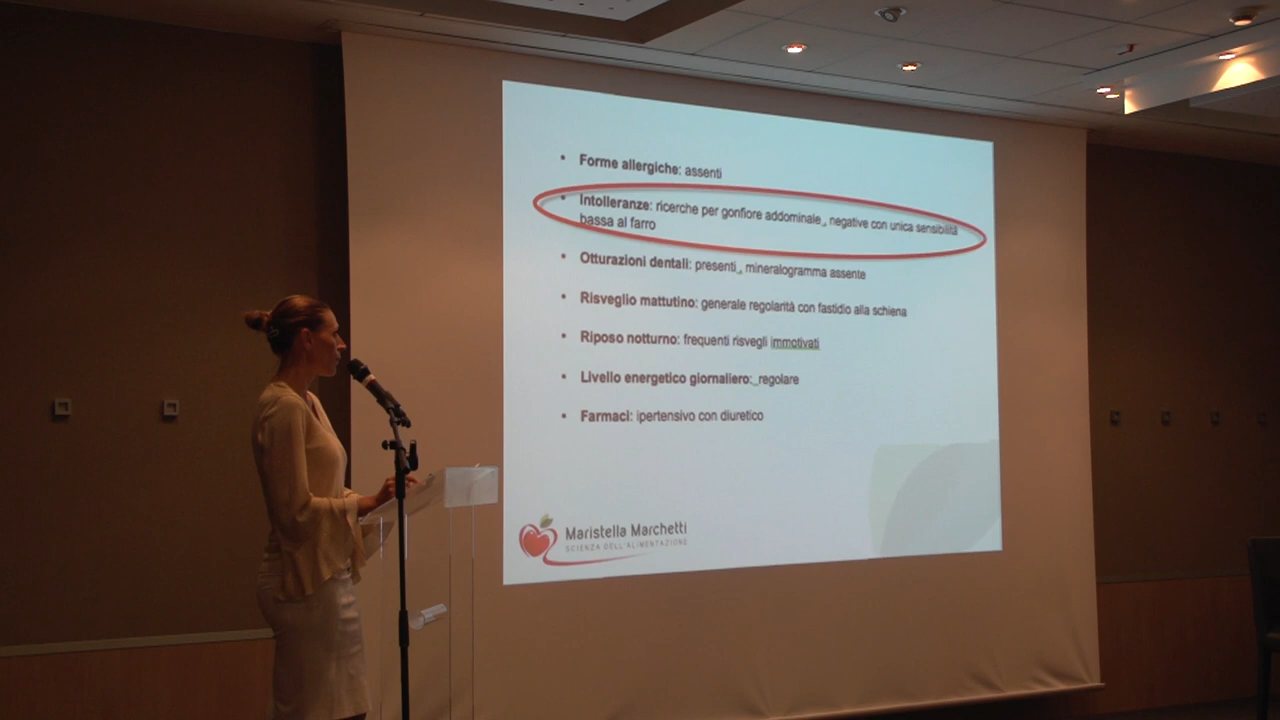 Forme allergiche: assenti
Intolleranze: ricerche per gonfiore addominale , negative con unica sensibilità
bassa al farro
Otturazioni dentali: presenti , mineralogramma assente
Risveglio mattutino: generale regolarità con fastidio alla schiena
Riposo notturno: frequenti risvegli immotivati
Livello energetico giornaliero: regolare
Farmaci: ipertensivo con diuretico
Maristella Marchetti
SCIENZA DELL'ALIMENTAZIONE